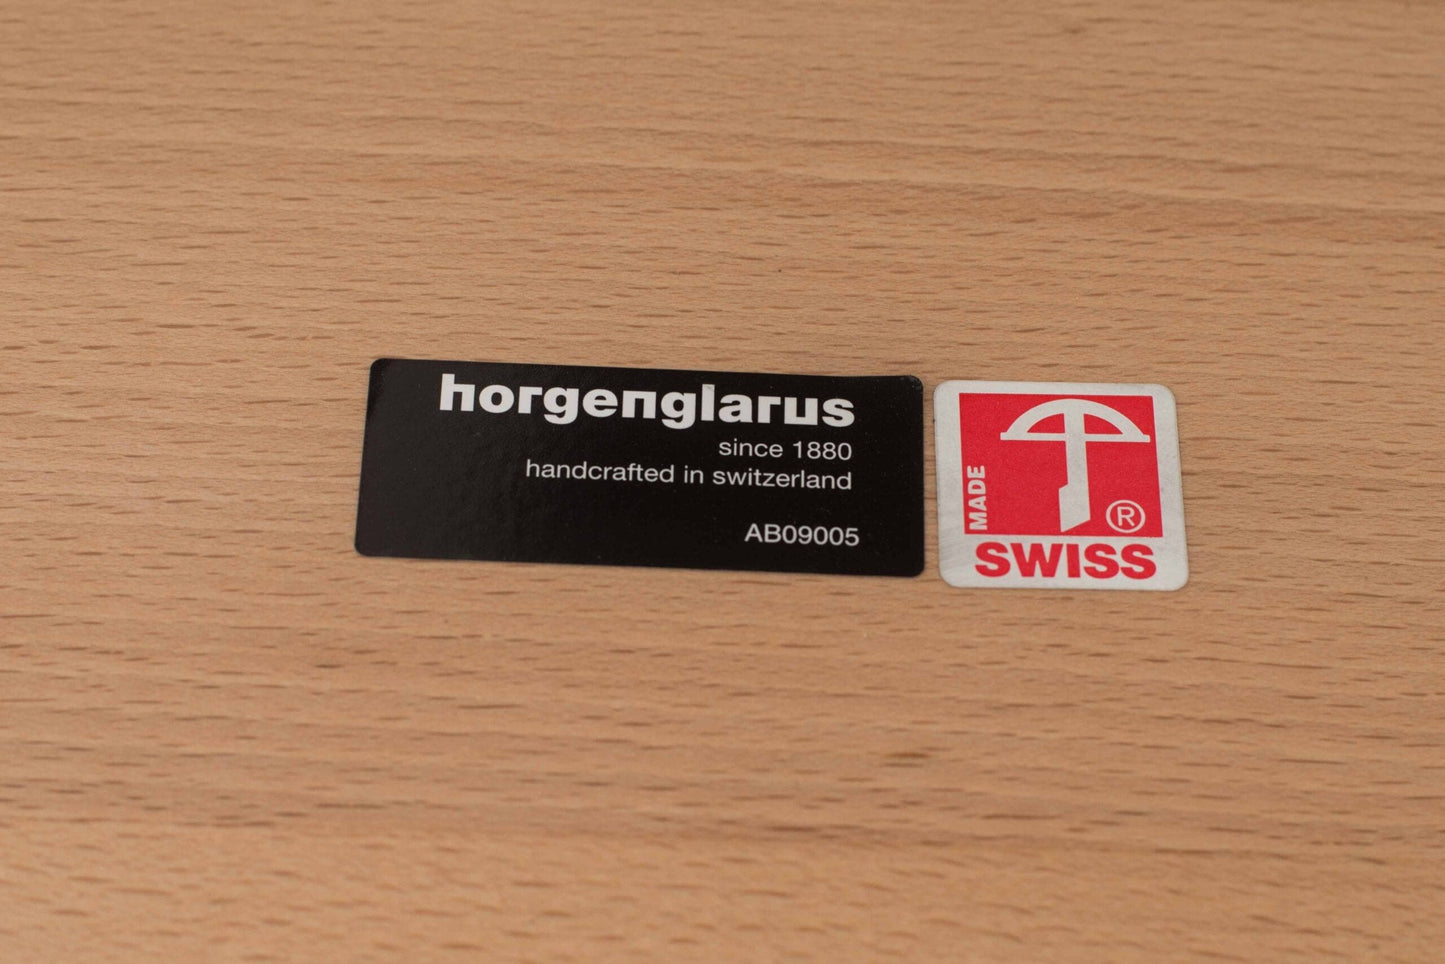 horgenglarus
since 1880
handcrafted in switzerland
AB09005
MADE
®
SWISS